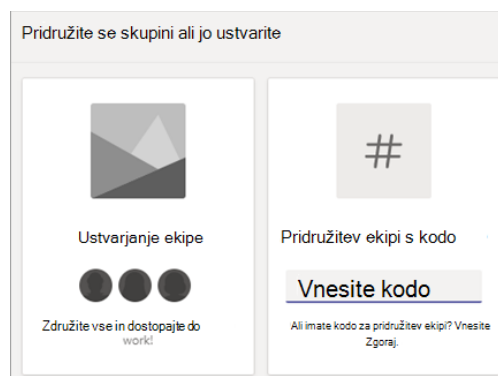 Pridružite se skupini ali jo ustvarite
Ustvarjanje ekipe
Združite vse in dostopajte do
work!
#
Pridružitev ekipi s kodo
Vnesite kodo
Ali imate kodo za pridružitev ekipi? Vnesite
Zgoraj.